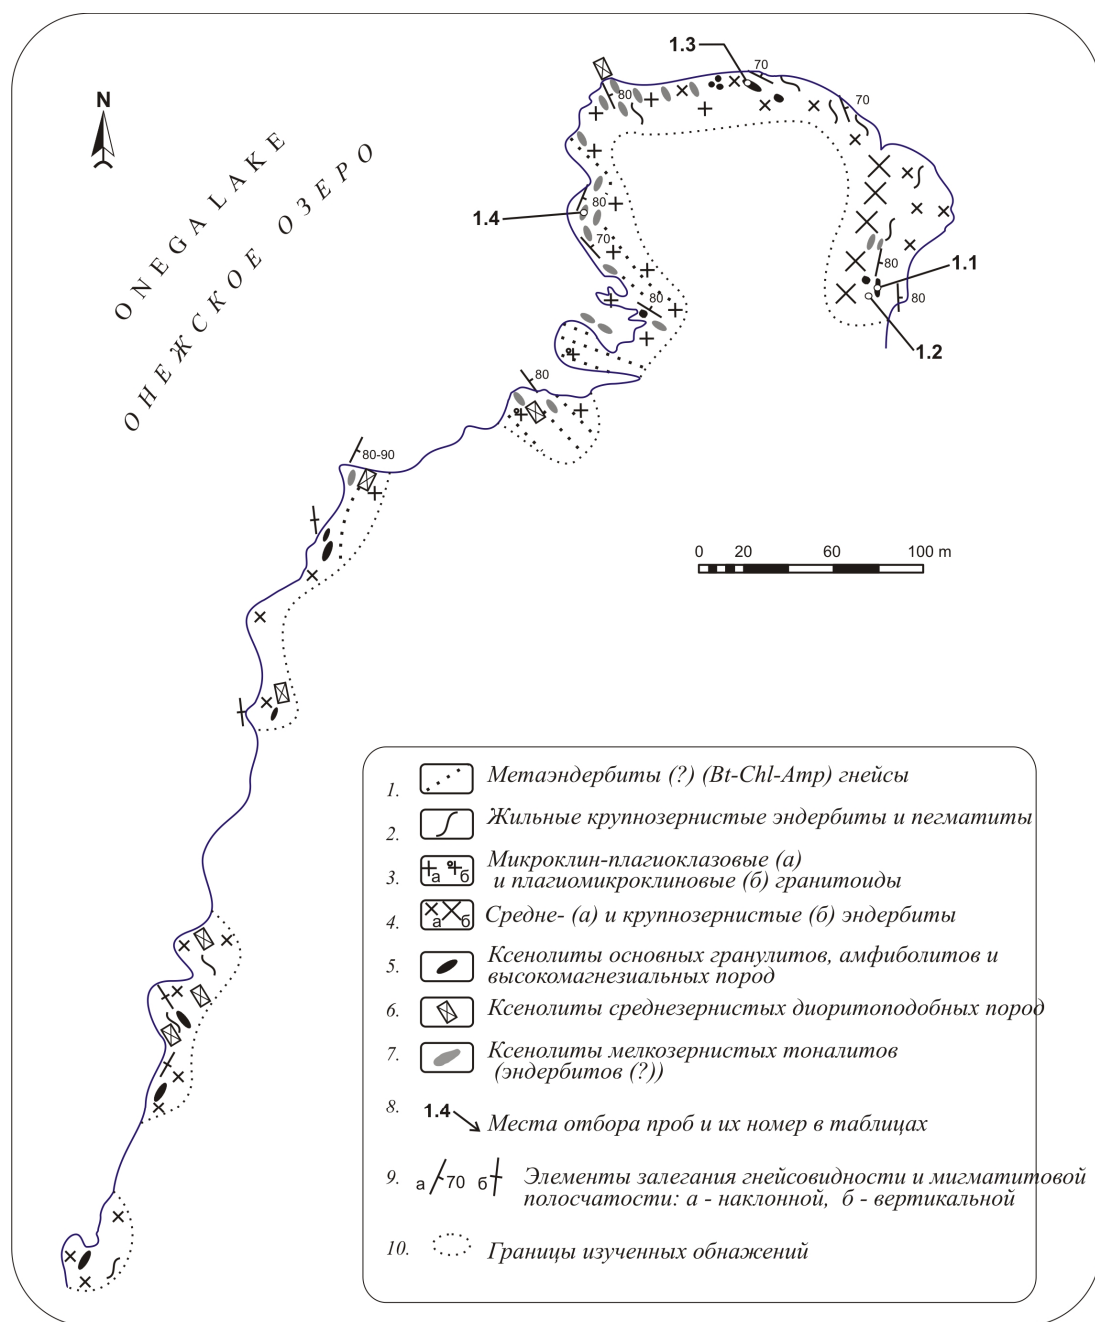 N
ONEGA LAKE
ОНЕЖСКОЕ ОЗЕРО
1.3
70
80
70
1.4
80
70
80
80
1.1
80
1.2
80
80-90
0 20 60 100 m
1. Метаэндербиты (?) (Bt-Chl-Amp) гнейсы
2. Жильные крупнозернистые эндербиты и пегматиты
3. а б Микроклин-плагиоклазовые (а)
и плагиомикроклиновые (б) гранитоиды
4. а б Средне- (а) и крупнозернистые (б) эндербиты
5. Ксенолиты основных гранулитов, амфиболитов и
высокомагнезиальных пород
6. Ксенолиты среднезернистых диоритоподобных пород
7. Ксенолиты мелкозернистых тоналитов
(эндербитов (?))
8. 1.4 Места отбора проб и их номер в таблицах
9. а 70 б Элементы залегания гнейсовидности и мигматитовой
полосчатости: а - наклонной, б - вертикальной
10. Границы изученных обнажений